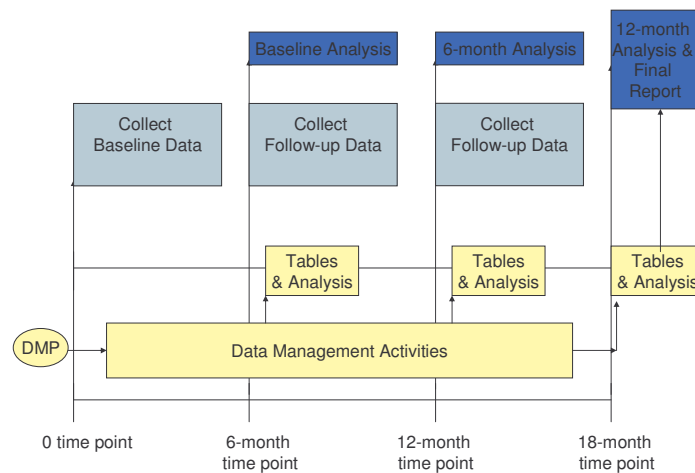 Baseline Analysis
6-month Analysis
12-month
Analysis &
Final
Report
Collect
Baseline Data
Collect
Follow-up Data
Collect
Follow-up Data
Tables
& Analysis
Tables
& Analysis
Tables
& Analysis
DMP
Data Management Activities
0 time point
6-month
time point
12-month
time point
18-month
time point